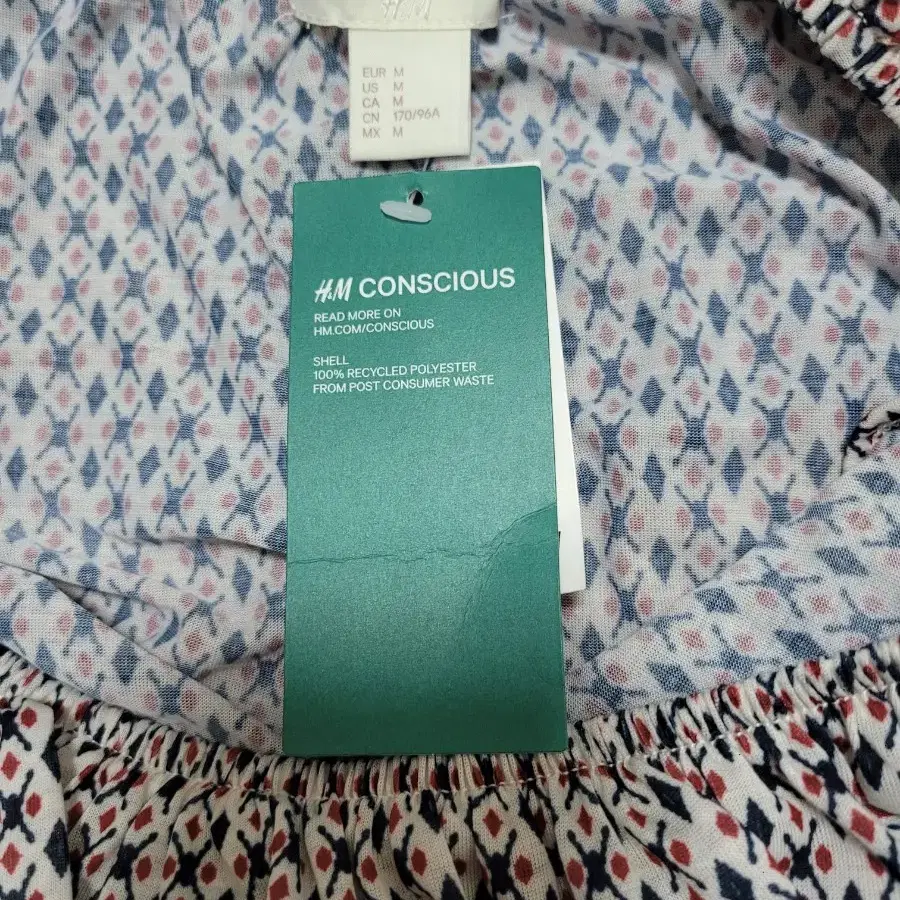 H&M
EUR M
US M
CA M
CN 170/96A
MX M
H&M CONSCIOUS
READ MORE ON
HM.COM/CONSCIOUS
SHELL
100% RECYCLED POLYESTER
FROM POST CONSUMER WASTE